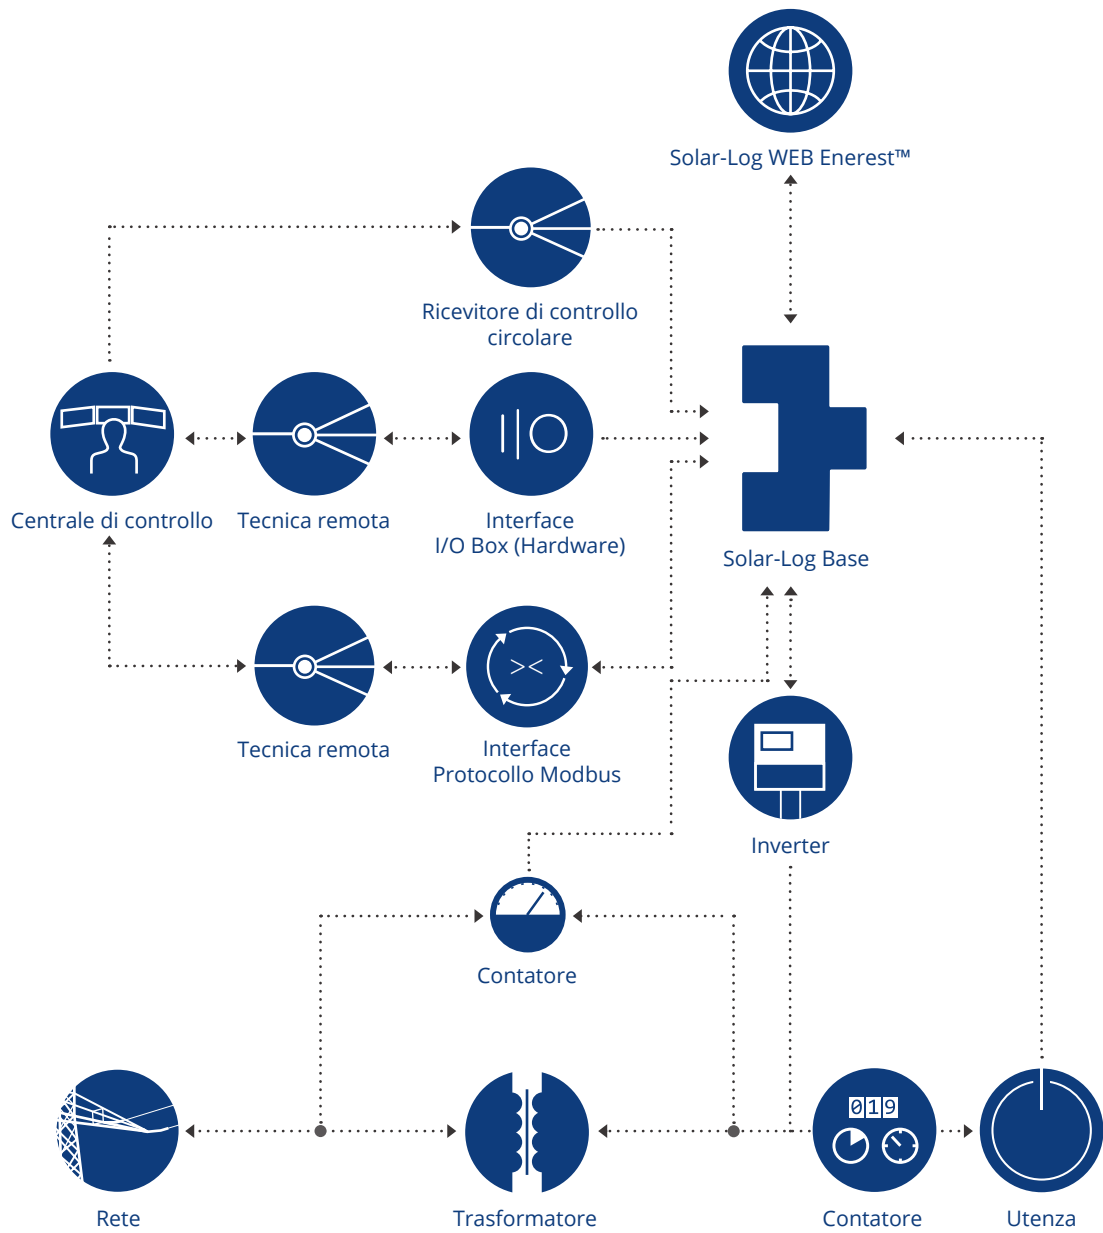 Solar-Log WEB Enerest™
Ricevitore di controllo
circolare
Centrale di controllo
Tecnica remota
Interface
I/O Box (Hardware)
Solar-Log Base
Tecnica remota
Interface
Protocollo Modbus
Inverter
Contatore
019
Rete
Trasformatore
Contatore
Utenza